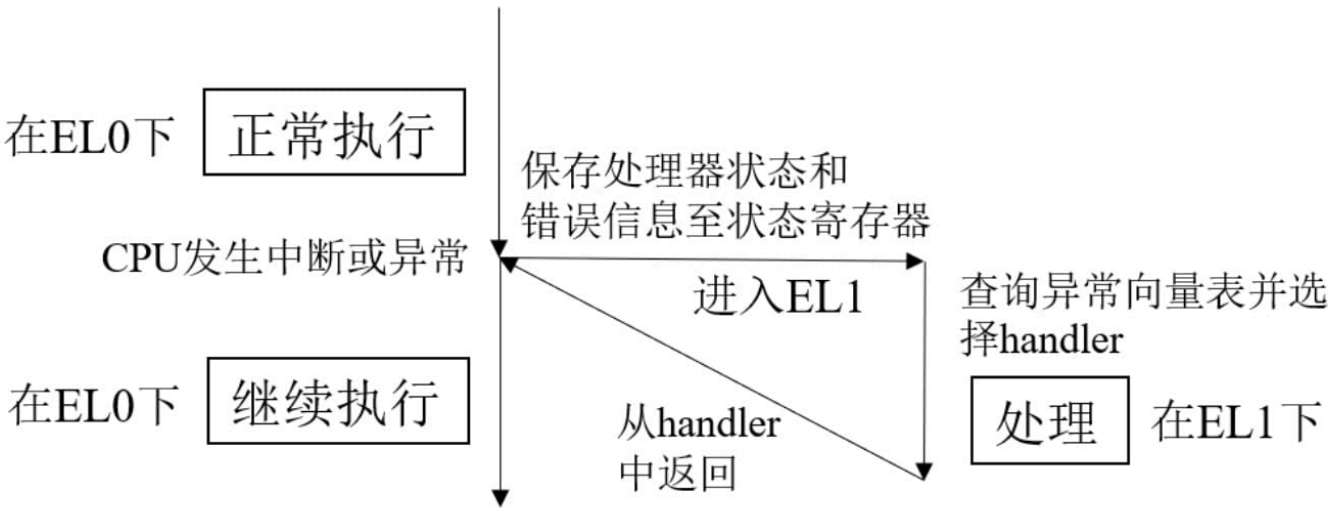 在EL0下
正常执行
保存处理器状态和
错误信息至状态寄存器
CPU发生中断或异常
进入EL1
查询异常向量表并选
择handler
在EL0下
继续执行
从handler
中返回
处理
在EL1下